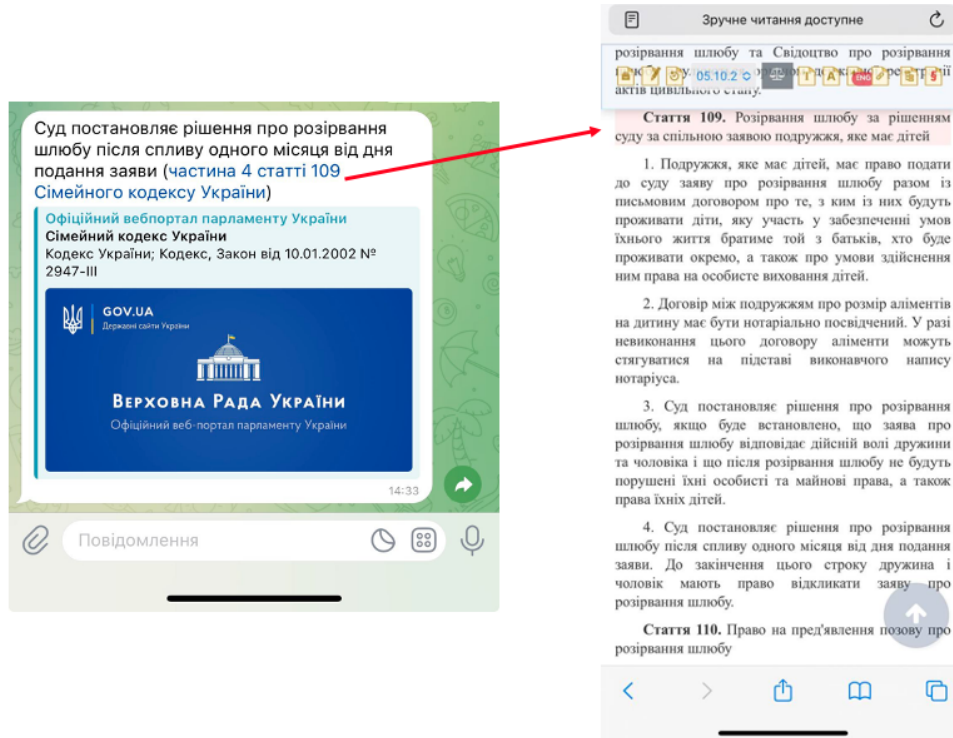 Суд постановляє рішення про розірвання
шлюбу після спливу одного місяця від дня
подання заяви (частина 4 статті 109
Сімейного кодексу України)
Офіційний вебпортал парламенту України
Сімейний кодекс України
Кодекс України; Кодекс, Закон від 10.01.2002 №
2947-III
GOV.UA
Державні сайти України
ВЕРХОВНА РАДА УКРАЇНИ
Офіційний веб-портал парламенту України
14:33
Повідомлення
Зручне читання доступне
розірвання шлюбу та Свідоцтво про розірвання
05.10.2
T
A
ENG
§
актів цивільного стану.
Стаття 109. Розірвання шлюбу за рішенням
суду за спільною заявою подружжя, яке має дітей
1. Подружжя, яке має дітей, має право подати
до суду заяву про розірвання шлюбу разом із
письмовим договором про те, з ким із них будуть
проживати діти, яку участь у забезпеченні умов
їхнього життя братиме той з батьків, хто буде
проживати окремо, а також про умови здійснення
ним права на особисте виховання дітей.
2. Договір між подружжям про розмір аліментів
на дитину має бути нотаріально посвідчений. У разі
невиконання цього договору аліменти можуть
стягуватися на підставі виконавчого напису
нотаріуса.
3. Суд постановляє рішення про розірвання
шлюбу, якщо буде встановлено, що заява про
розірвання шлюбу відповідає дійсній волі дружини
та чоловіка і що після розірвання шлюбу не будуть
порушені їхні особисті та майнові права, а також
права їхніх дітей.
4. Суд постановляє рішення про розірвання
шлюбу після спливу одного місяця від дня подання
заяви. До закінчення цього строку дружина і
чоловік мають право відкликати заяву про
розірвання шлюбу.
Стаття 110. Право на пред'явлення позову про
розірвання шлюбу